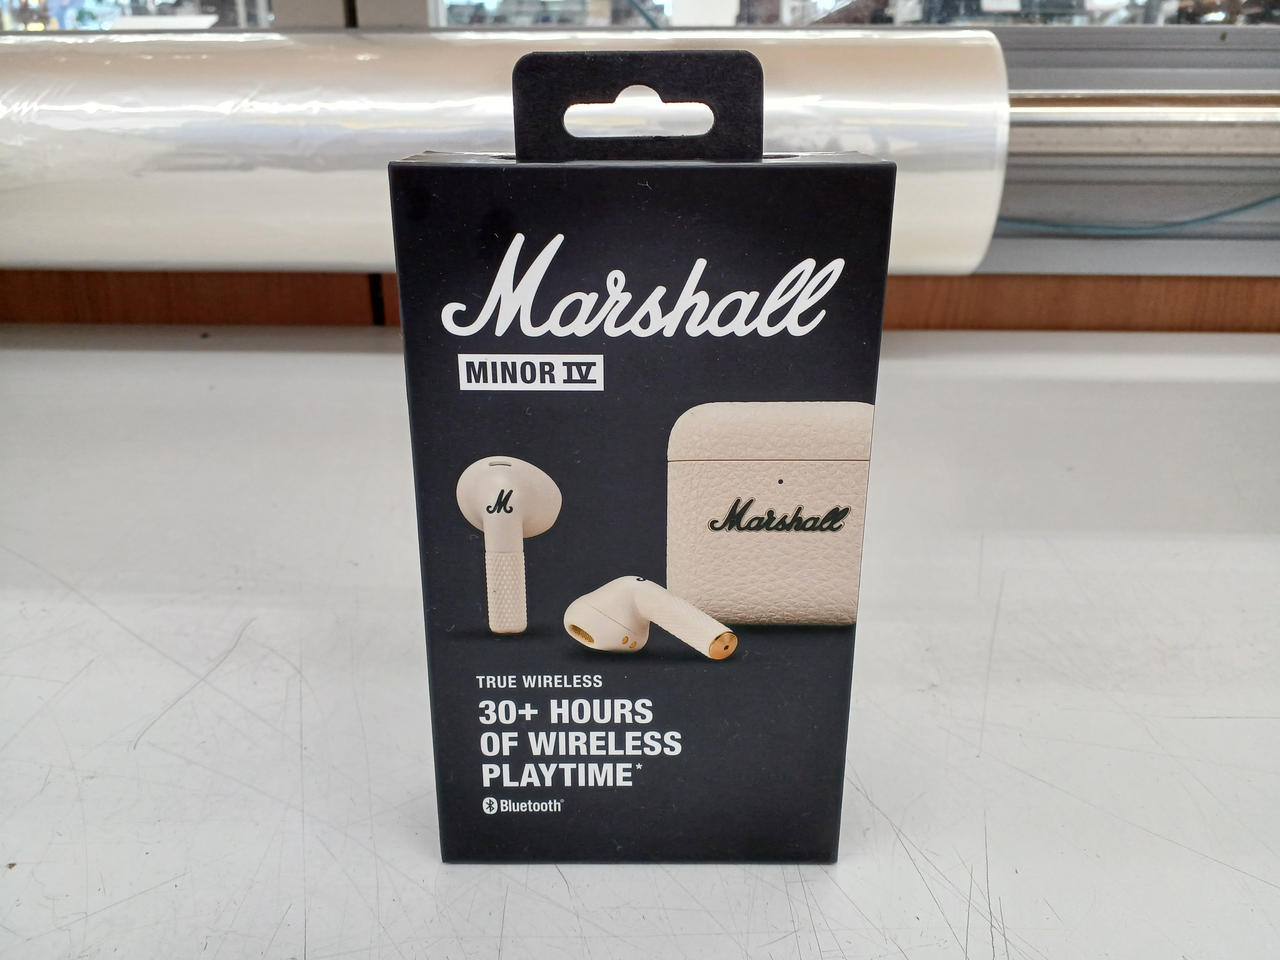 Marshall
MINOR IV
M
Marshall
TRUE WIRELESS
30+ HOURS
OF WIRELESS
PLAYTIME*
Bluetooth®